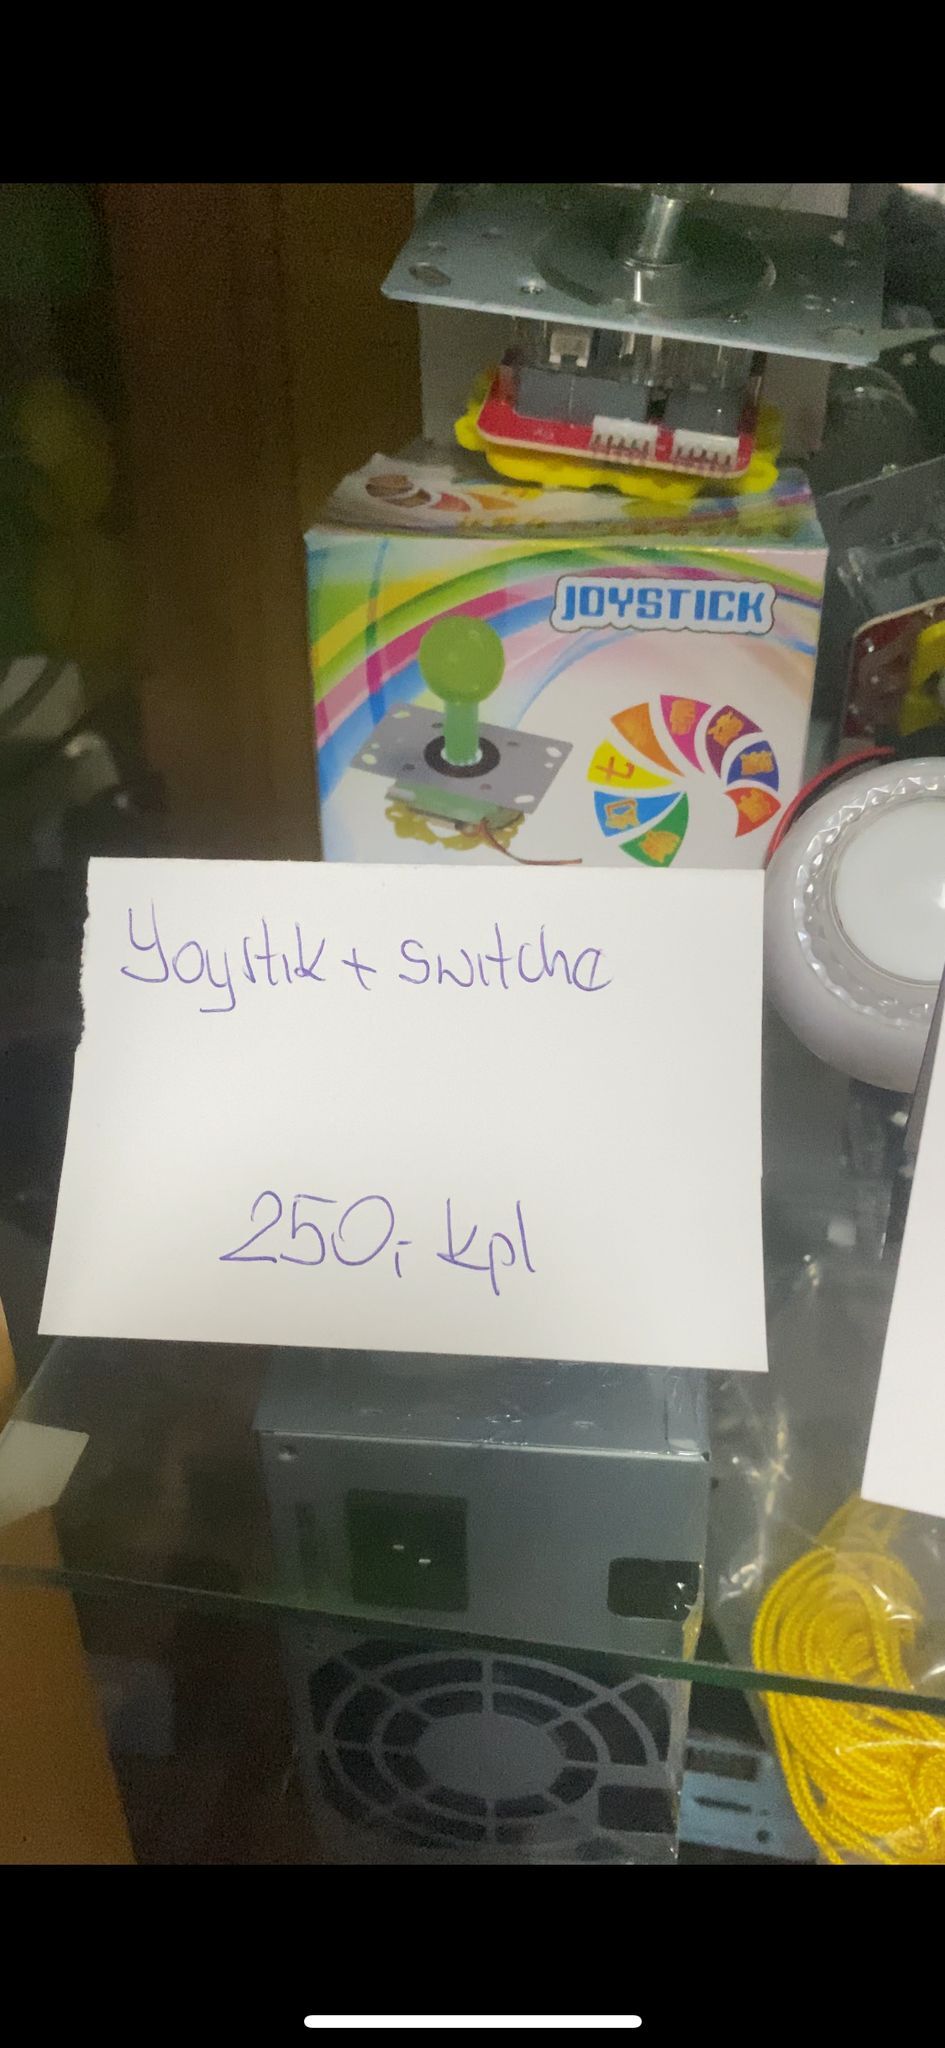 JOYSTICK
Yoystik + switche
250,- kpl